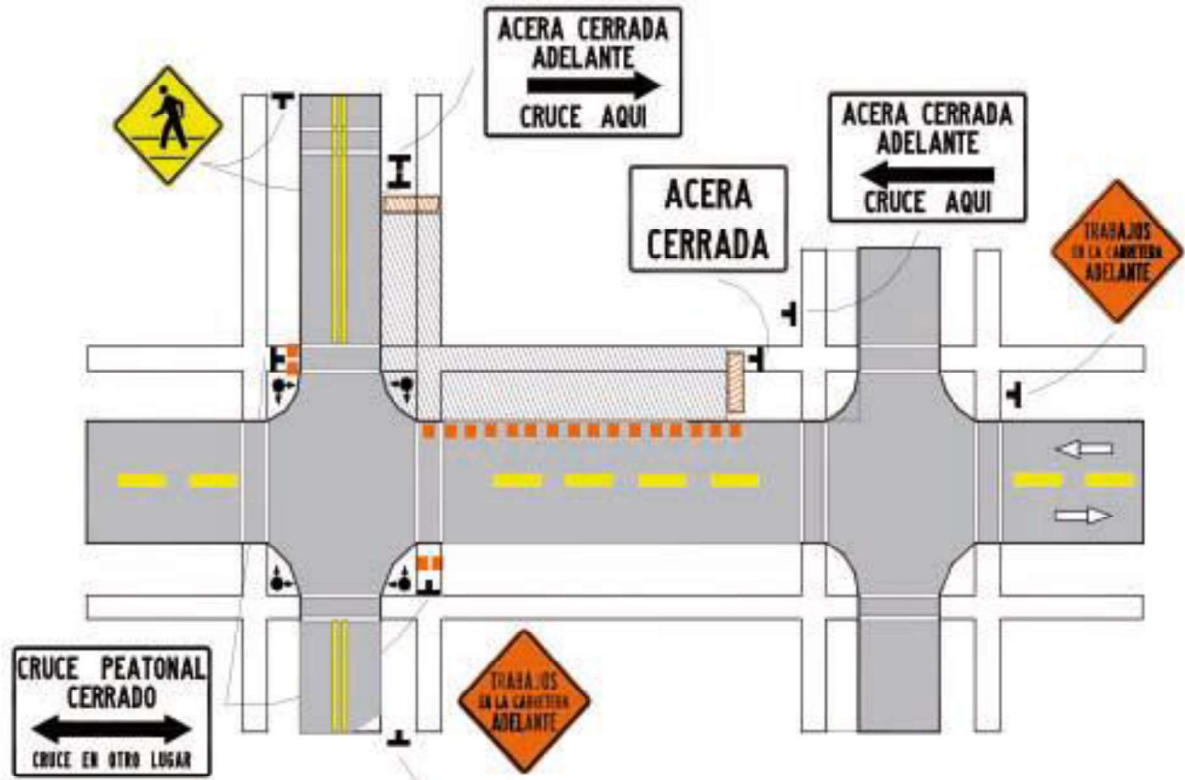 ACERA CERRADA
ADELANTE
CRUCE AQUI
ACERA CERRADA
ADELANTE
CRUCE AQUI
ACERA
CERRADA
TRABAJOS
EN LA CARRETERA
ADELANTE
CRUCE PEATONAL
CERRADO
CRUCE EN OTRO LUGAR
TRABAJOS
EN LA CARRETERA
ADELANTE